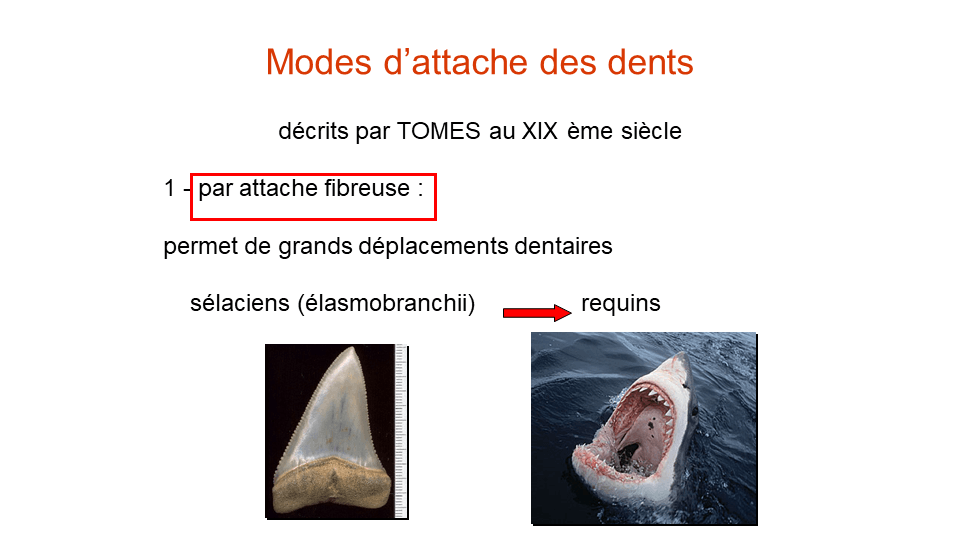 Modes d’attache des dents
décrits par TOMES au XIX ème siècle
1 - par attache fibreuse :
permet de grands déplacements dentaires
sélaciens (élasmobranchii) requins